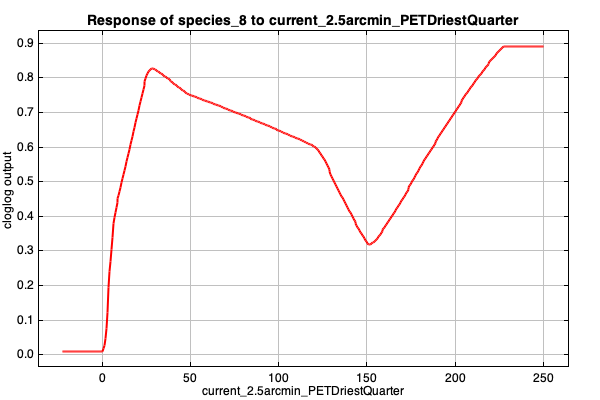 Response of species_8 to current_2.5arcmin_PETDriestQuarter
0.9
0.8
0.7
0.6
0.5
0.4
0.3
0.2
0.1
0.0
cloglog output
0 50 100 150 200 250
current_2.5arcmin_PETDriestQuarter